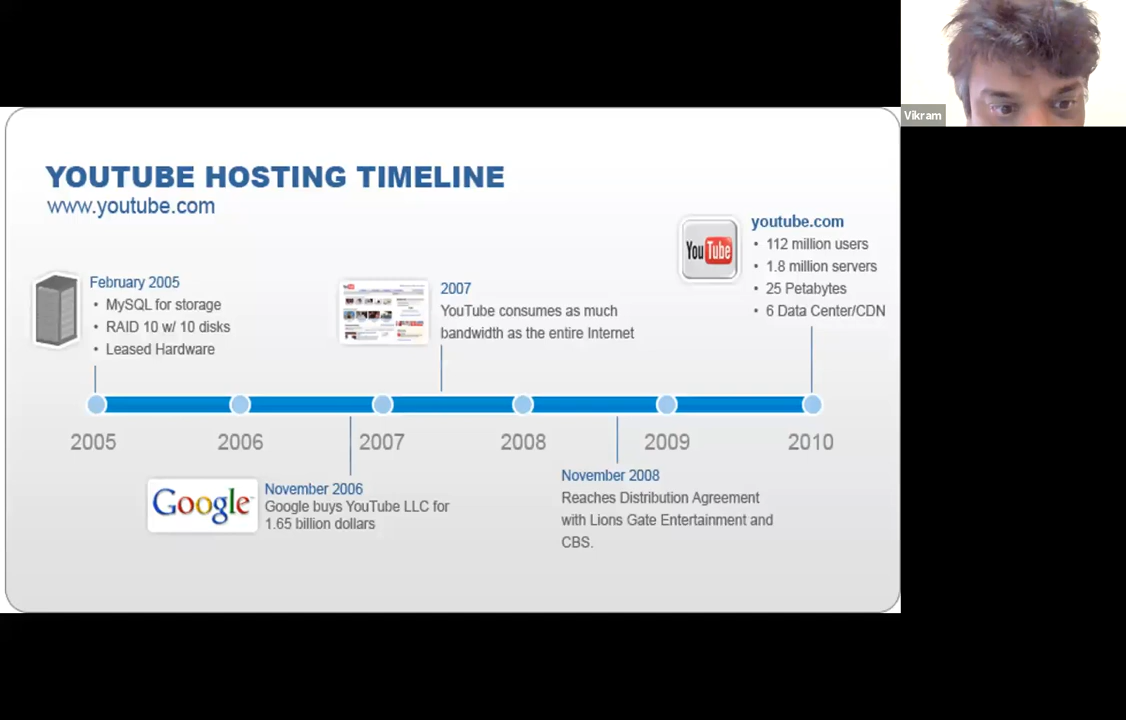 Vikram
YOUTUBE HOSTING TIMELINE
www.youtube.com
February 2005
• MySQL for storage
• RAID 10 w/ 10 disks
• Leased Hardware
2007
YouTube consumes as much
bandwidth as the entire Internet
YouTube
youtube.com
• 112 million users
• 1.8 million servers
• 25 Petabytes
• 6 Data Center/CDN
2005
2006
2007
2008
2009
2010
Google
November 2006
Google buys YouTube LLC for
1.65 billion dollars
November 2008
Reaches Distribution Agreement
with Lions Gate Entertainment and
CBS.